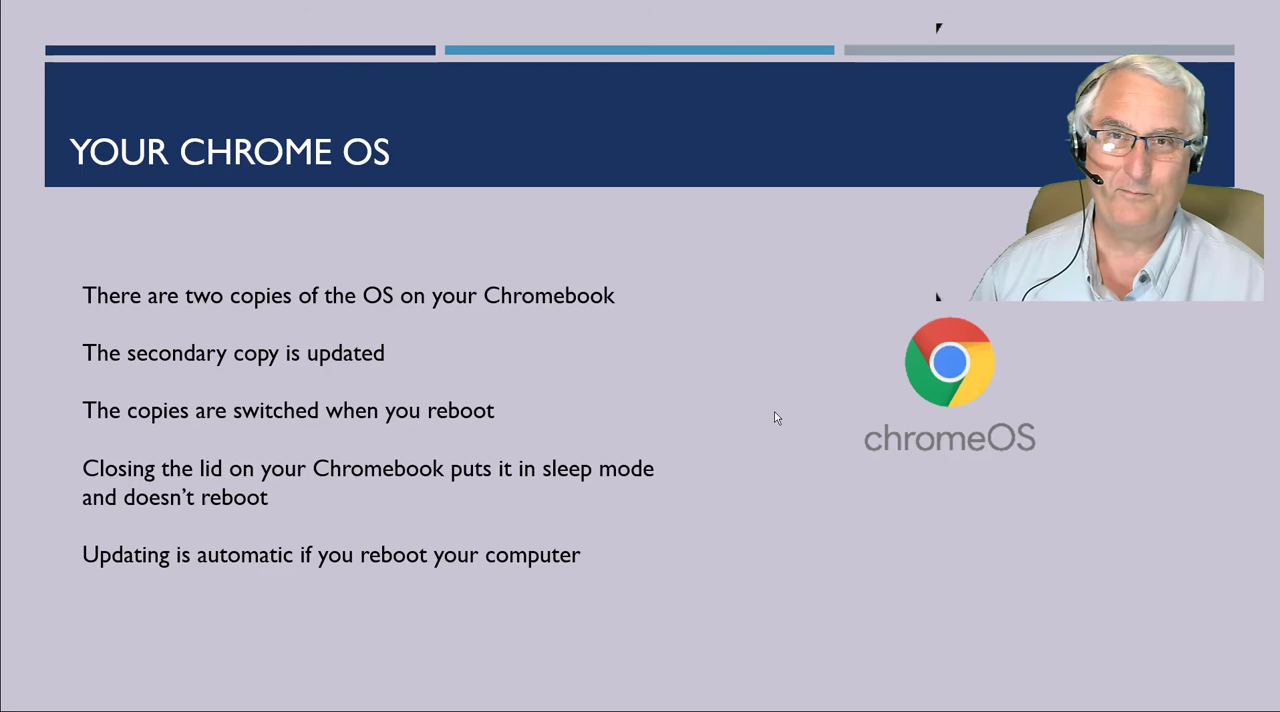 YOUR CHROME OS
There are two copies of the OS on your Chromebook
The secondary copy is updated
The copies are switched when you reboot
Closing the lid on your Chromebook puts it in sleep mode
and doesn’t reboot
Updating is automatic if you reboot your computer
chromeOS